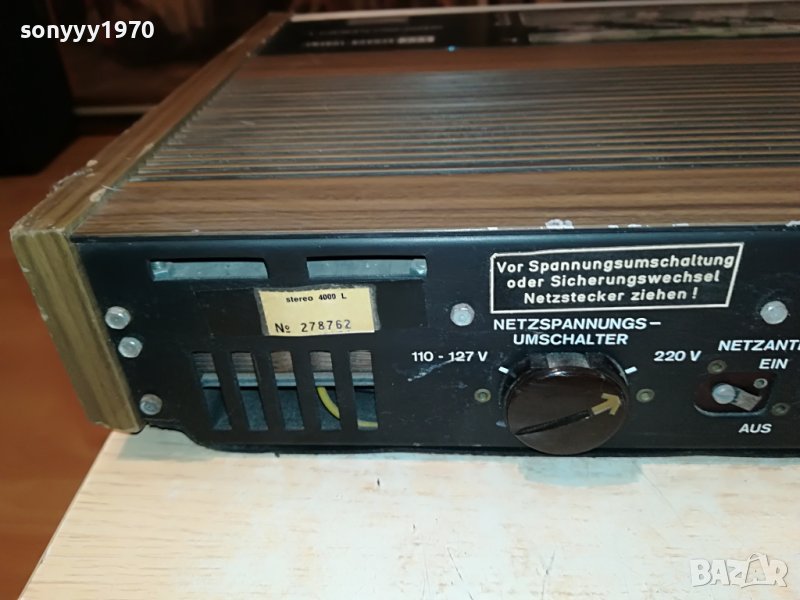 sonyyy1970
Vor Spannungsumschaltung
oder Sicherungswechsel
Netzstecker ziehen !
stereo 4000 L
No 278762
NETZSPANNUNGS-
UMSCHALTER
110 - 127 V
220 V
NETZANT
EIN
AUS
BAZAR